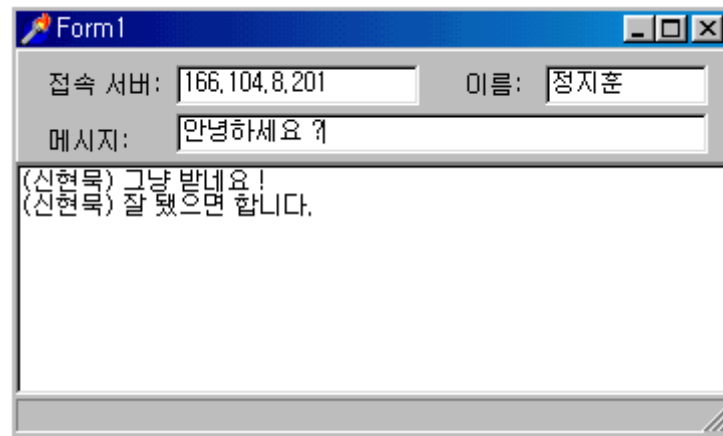 Form1
접속 서버: 166,104,8,201 이름: 정지훈
메시지: 안녕하세요 ?
(신현묵) 그냥 받네요 !
(신현묵) 잘 됐으면 합니다.